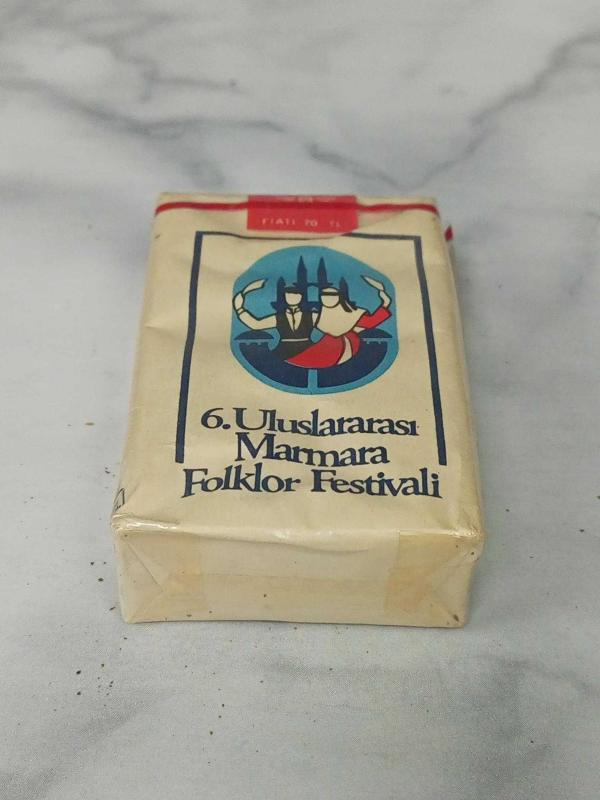 FİATI 70 TL
6. Uluslararası
Marmara
Folklor Festivali